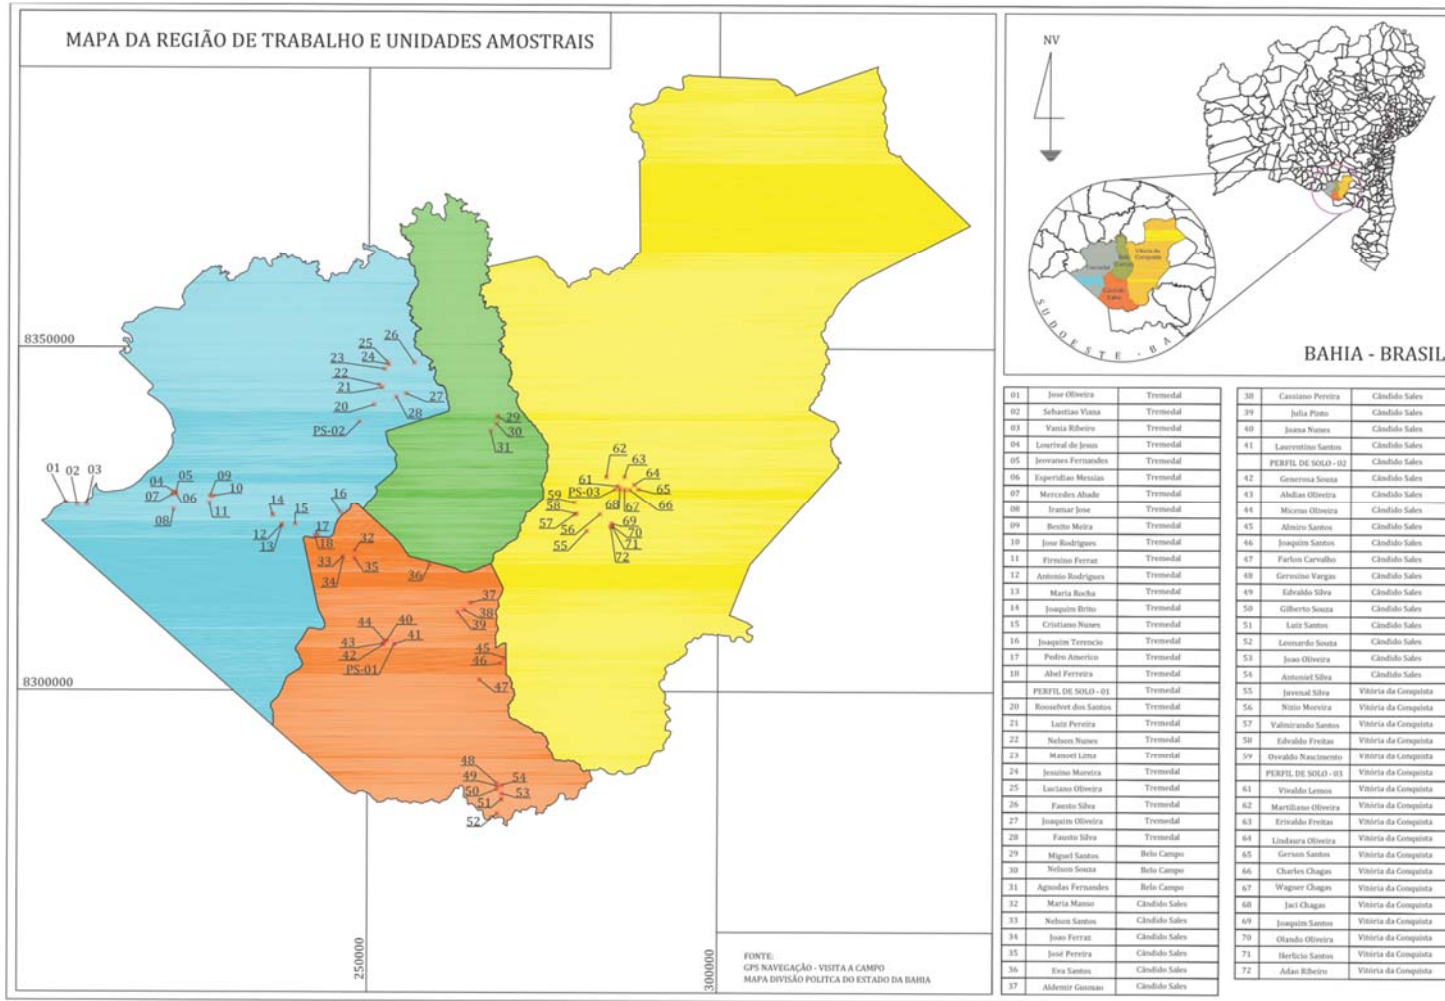 MAPA DA REGIÃO DE TRABALHO E UNIDADES AMOSTRAIS
8350000
8300000
250000
300000
01
02
03
04
05
06
07
08
09
10
11
12
13
14
15
16
17
18
20
21
22
23
24
25
26
27
28
PS-02
29
30
31
32
33
34
35
36
37
38
39
40
41
42
43
44
PS-01
45
46
47
48
49
50
51
52
53
54
55
56
57
58
59
61
62
63
64
65
66
67
68
PS-03
69
70
71
72
FONTE:
GPS NAVEGAÇÃO - VISITA A CAMPO
MAPA DIVISÃO POLITCA DO ESTADO DA BAHIA
NV
Vitória da
Conquista
SUDOESTE - BA
BAHIA - BRASIL
01 Jose Oliveira Tremedal
02 Sebastiao Viana Tremedal
03 Vania Ribeiro Tremedal
04 Lourival de Jesus Tremedal
05 Jeovanes Fernandes Tremedal
06 Esperidiao Messias Tremedal
07 Mercedes Abade Tremedal
08 Iramar Jose Tremedal
09 Besito Meira Tremedal
10 Jose Rodrigues Tremedal
11 Firmino Ferraz Tremedal
12 Antonio Rodrigues Tremedal
13 Maria Rocha Tremedal
14 Joaquim Brito Tremedal
15 Cristiano Nunes Tremedal
16 Joaquim Terencio Tremedal
17 Pedro Americo Tremedal
18 Abel Ferreira Tremedal
PERFIL DE SOLO - 01 Tremedal
20 Rooselvet dos Santos Tremedal
21 Luiz Pereira Tremedal
22 Nelson Nunes Tremedal
23 Manoel Lima Tremedal
24 Jesuino Moreira Tremedal
25 Luciano Oliveira Tremedal
26 Fausto Silva Tremedal
27 Joaquim Oliveira Tremedal
28 Fausto Silva Tremedal
29 Miguel Santos Belo Campo
30 Nelson Souza Belo Campo
31 Agnodas Fernandes Belo Campo
32 Maria Manso Cândido Sales
33 Nelson Santos Cândido Sales
34 Joao Ferraz Cândido Sales
35 José Pereira Cândido Sales
36 Eva Santos Cândido Sales
37 Aldemir Gusmao Cândido Sales
38 Cassiano Pereira Cândido Sales
39 Julia Pinto Cândido Sales
40 Joana Nunes Cândido Sales
41 Laurentino Santos Cândido Sales
PERFIL DE SOLO - 02 Cândido Sales
42 Generosa Souza Cândido Sales
43 Abdias Oliveira Cândido Sales
44 Miceno Oliveira Cândido Sales
45 Almiro Santos Cândido Sales
46 Joaquim Santos Cândido Sales
47 Farlon Carvalho Cândido Sales
48 Gersino Vargas Cândido Sales
49 Edvaldo Silva Cândido Sales
50 Gilberto Souza Cândido Sales
51 Luiz Santos Cândido Sales
52 Leonardo Souza Cândido Sales
53 Joao Oliveira Cândido Sales
54 Antoniel Silva Cândido Sales
55 Juvenal Silva Vitória da Conquista
56 Nizio Moreira Vitória da Conquista
57 Valmirando Santos Vitória da Conquista
58 Edvaldo Freitas Vitória da Conquista
59 Osvaldo Nascimento Vitória da Conquista
PERFIL DE SOLO - 03 Vitória da Conquista
61 Vivaldo Lemos Vitória da Conquista
62 Martiliano Oliveira Vitória da Conquista
63 Erivaldo Freitas Vitória da Conquista
64 Lindaura Oliveira Vitória da Conquista
65 Gerson Santos Vitória da Conquista
66 Charles Chagas Vitória da Conquista
67 Wagner Chagas Vitória da Conquista
68 Jaci Chagas Vitória da Conquista
69 Joaquim Santos Vitória da Conquista
70 Olando Oliveira Vitória da Conquista
71 Herlicio Santos Vitória da Conquista
72 Adao Ribeiro Vitória da Conquista